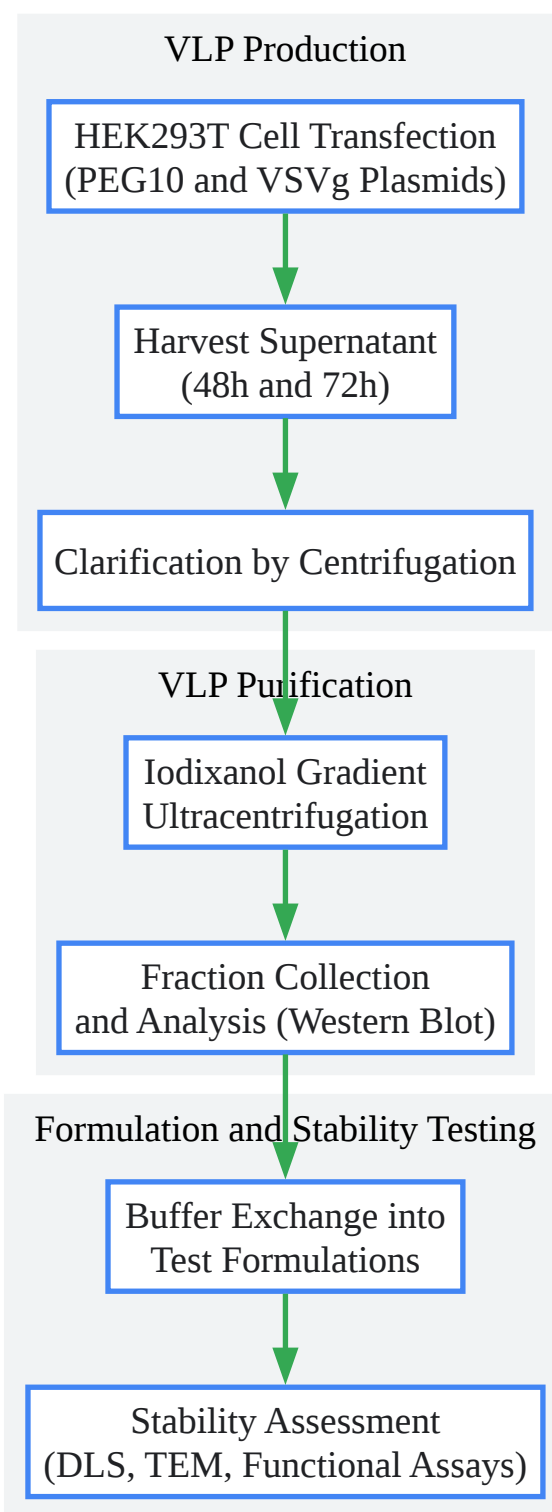 VLP Production
HEK293T Cell Transfection
(PEG10 and VSVg Plasmids)
Harvest Supernatant
(48h and 72h)
Clarification by Centrifugation
VLP Purification
Iodixanol Gradient
Ultracentrifugation
Fraction Collection
and Analysis (Western Blot)
Formulation and Stability Testing
Buffer Exchange into
Test Formulations
Stability Assessment
(DLS, TEM, Functional Assays)